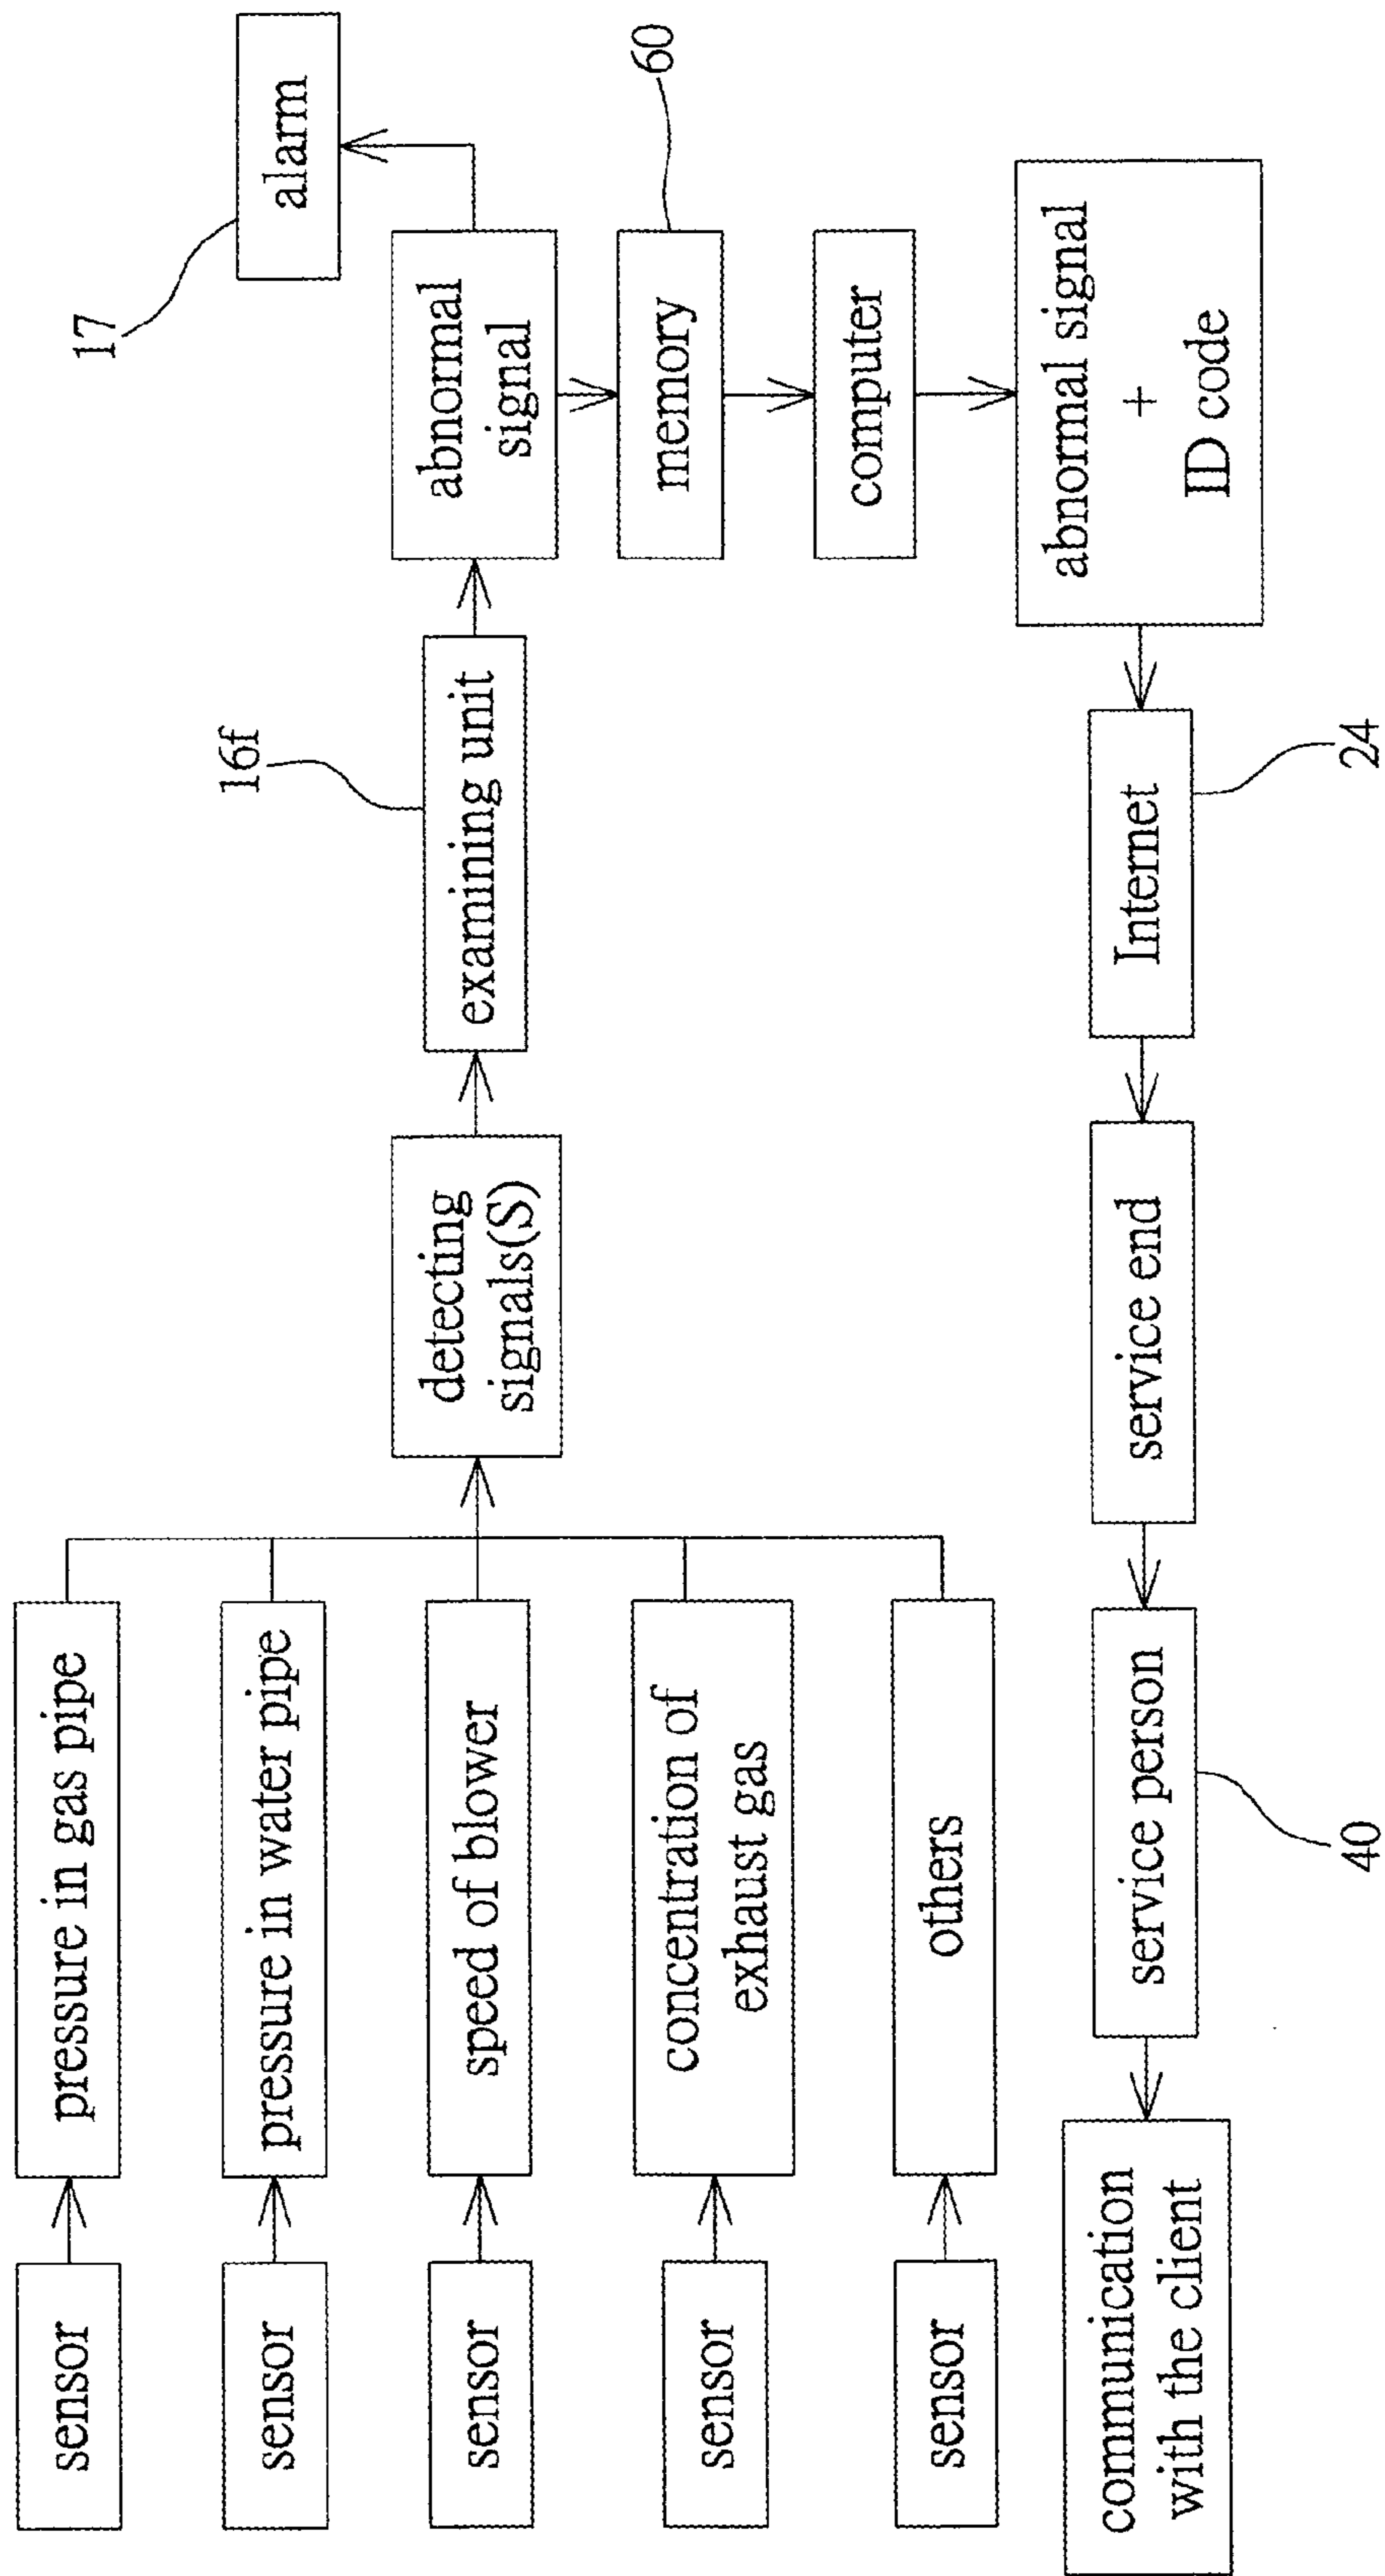 sensor
pressure in gas pipe
sensor
pressure in water pipe
sensor
speed of blower
sensor
concentration of
exhaust gas
sensor
others
detecting
signals(S)
16f
examining unit
abnormal
signal
17
alarm
memory
60
computer
abnormal signal
+
ID code
Internet
24
service end
service person
40
communication
with the client